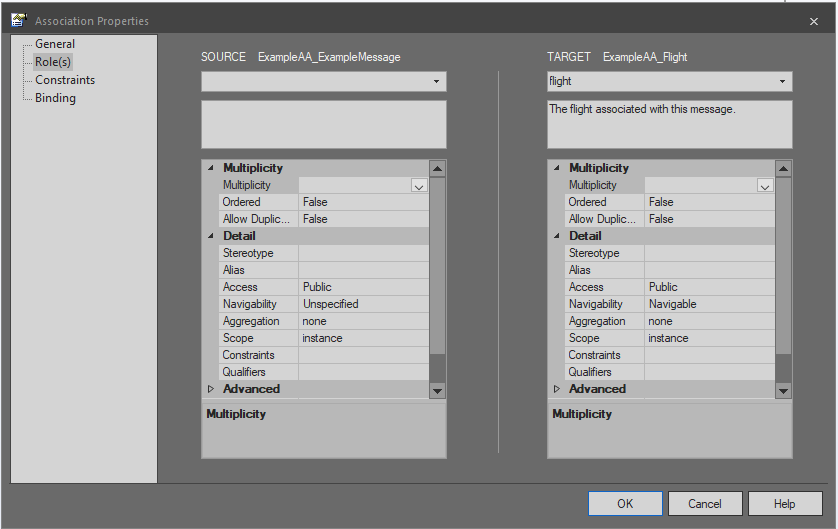 Association Properties
General
Role(s)
Constraints
Binding
SOURCE ExampleAA_ExampleMessage
Multiplicity
Multiplicity
Ordered False
Allow Duplic... False
Detail
Stereotype
Alias
Access Public
Navigability Unspecified
Aggregation none
Scope instance
Constraints
Qualifiers
Advanced
Multiplicity
TARGET ExampleAA_Flight
flight
The flight associated with this message.
Multiplicity
Multiplicity
Ordered False
Allow Duplic... False
Detail
Stereotype
Alias
Access Public
Navigability Navigable
Aggregation none
Scope instance
Constraints
Qualifiers
Advanced
Multiplicity
OK Cancel Help